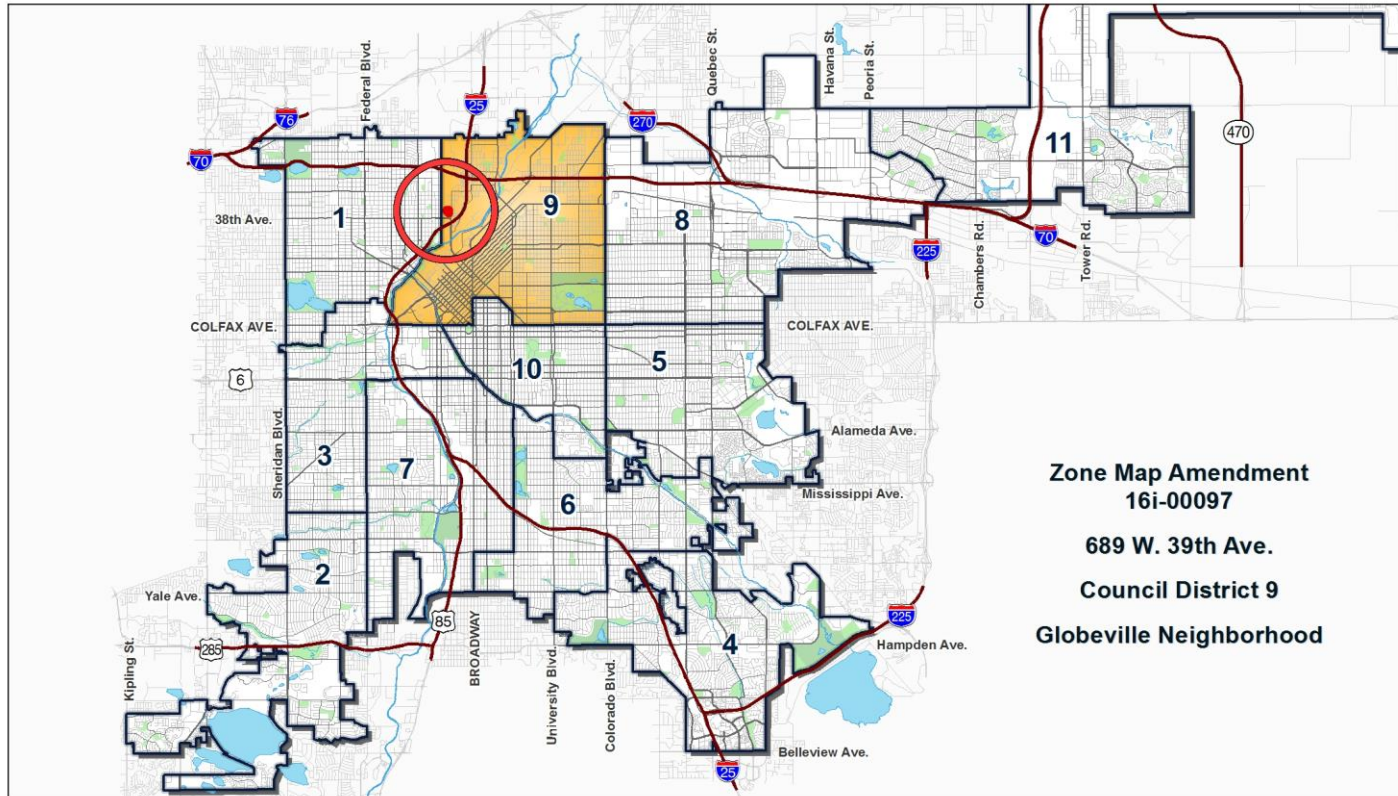 Federal Blvd.
25
Quebec St.
Havana St.
Peoria St.
76
270
470
70
11
38th Ave.
1
9
8
225
Chambers Rd.
70
Tower Rd.
COLFAX AVE.
COLFAX AVE.
6
10
5
Sheridan Blvd.
3
7
Alameda Ave.
Mississippi Ave.
6
Zone Map Amendment
16i-00097
689 W. 39th Ave.
Council District 9
Globeville Neighborhood
2
Yale Ave.
85
BROADWAY
University Blvd.
Colorado Blvd.
4
225
Hampden Ave.
285
Kipling St.
Belleview Ave.
25